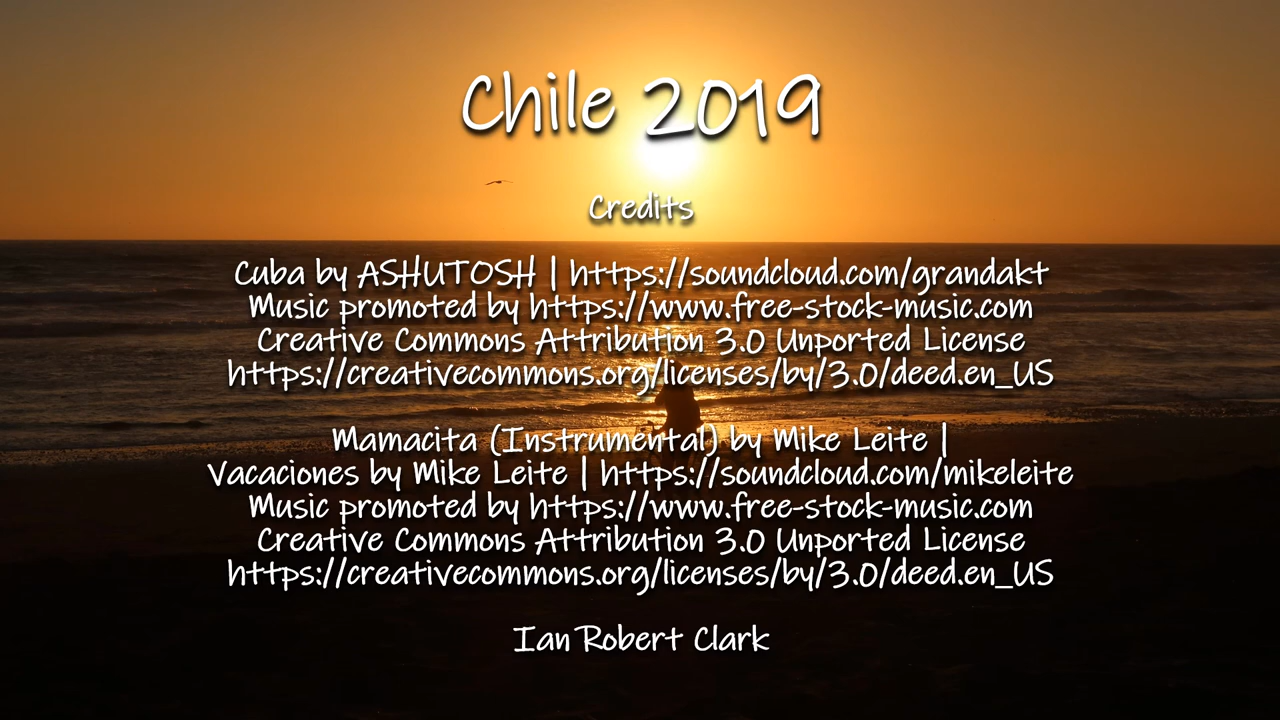 Chile 2019
Credits
Cuba by ASHUTOSH | https://soundcloud.com/grandakt
Music promoted by https://www.free-stock-music.com
Creative Commons Attribution 3.0 Unported License
https://creativecommons.org/licenses/by/3.0/deed.en_US
Mamacita (Instrumental) by Mike Leite |
Vacaciones by Mike Leite | https://soundcloud.com/mikeleite
Music promoted by https://www.free-stock-music.com
Creative Commons Attribution 3.0 Unported License
https://creativecommons.org/licenses/by/3.0/deed.en_US
Ian Robert Clark